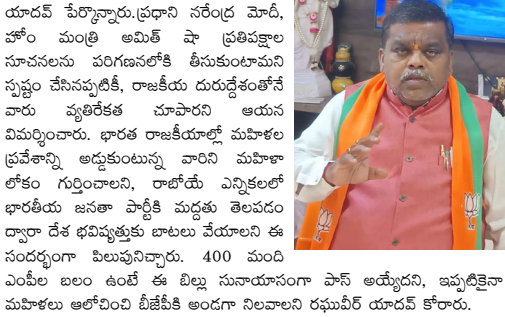 యాదవ్ పేర్కొన్నారు.ప్రధాని నరేంద్ర మోదీ,
హోం మంత్రి అమిత్ షా ప్రతిపక్షాల
సూచనలను పరిగణనలోకి తీసుకుంటామని
స్పష్టం చేసినప్పటికీ, రాజకీయ దురుద్దేశంతోనే
వారు వ్యతిరేకత చూపారని ఆయన
విమర్శించారు. భారత రాజకీయాల్లో మహిళల
ప్రవేశాన్ని అడ్డుకుంటున్న వారిని మహిళా
లోకం గుర్తించాలని, రాబోయే ఎన్నికలలో
భారతీయ జనతా పార్టీకి మద్దతు తెలపడం
ద్వారా దేశ భవిష్యత్తుకు బాటలు వేయాలని ఈ
సందర్భంగా పిలుపునిచ్చారు. 400 మంది
ఎంపీల బలం ఉంటే ఈ బిల్లు సునాయాసంగా పాస్ అయ్యేదని, ఇప్పటికైనా
మహిళలు ఆలోచించి బీజేపీకి అండగా నిలవాలని రఘువీర్ యాదవ్ కోరారు.